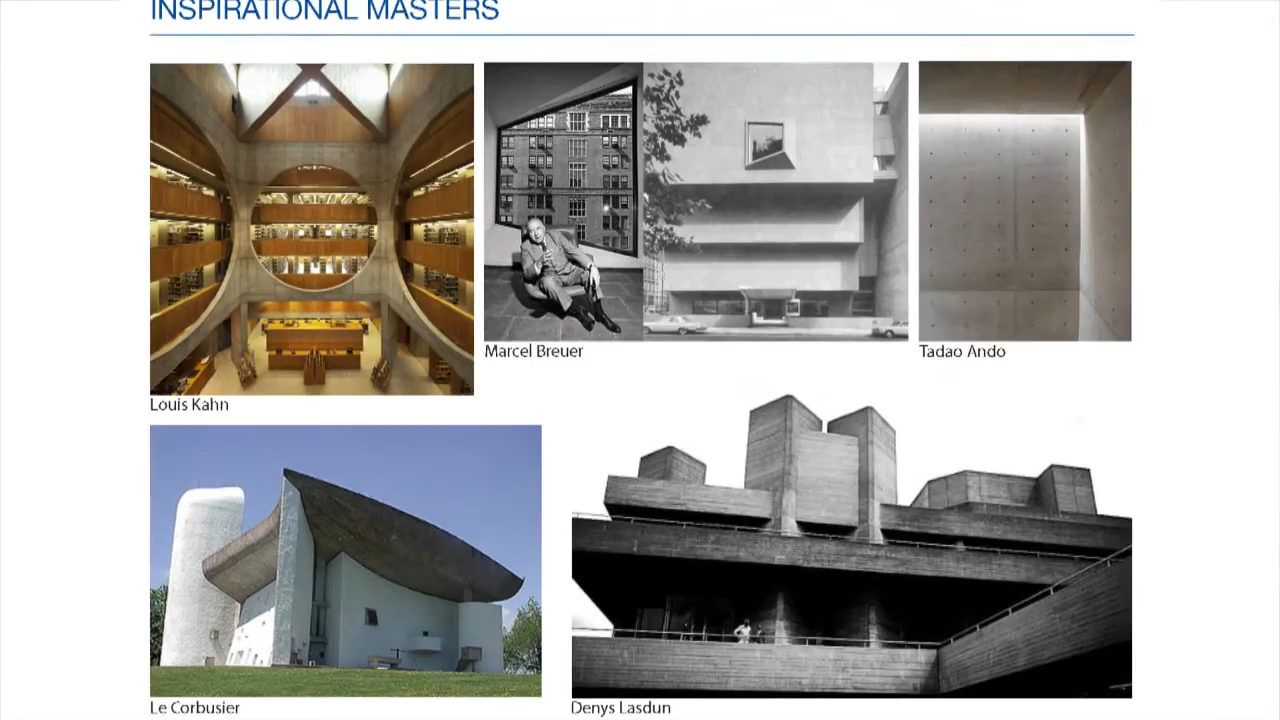 INSPIRATIONAL MASTERS
Marcel Breuer
Tadao Ando
Louis Kahn
Le Corbusier
Denys Lasdun